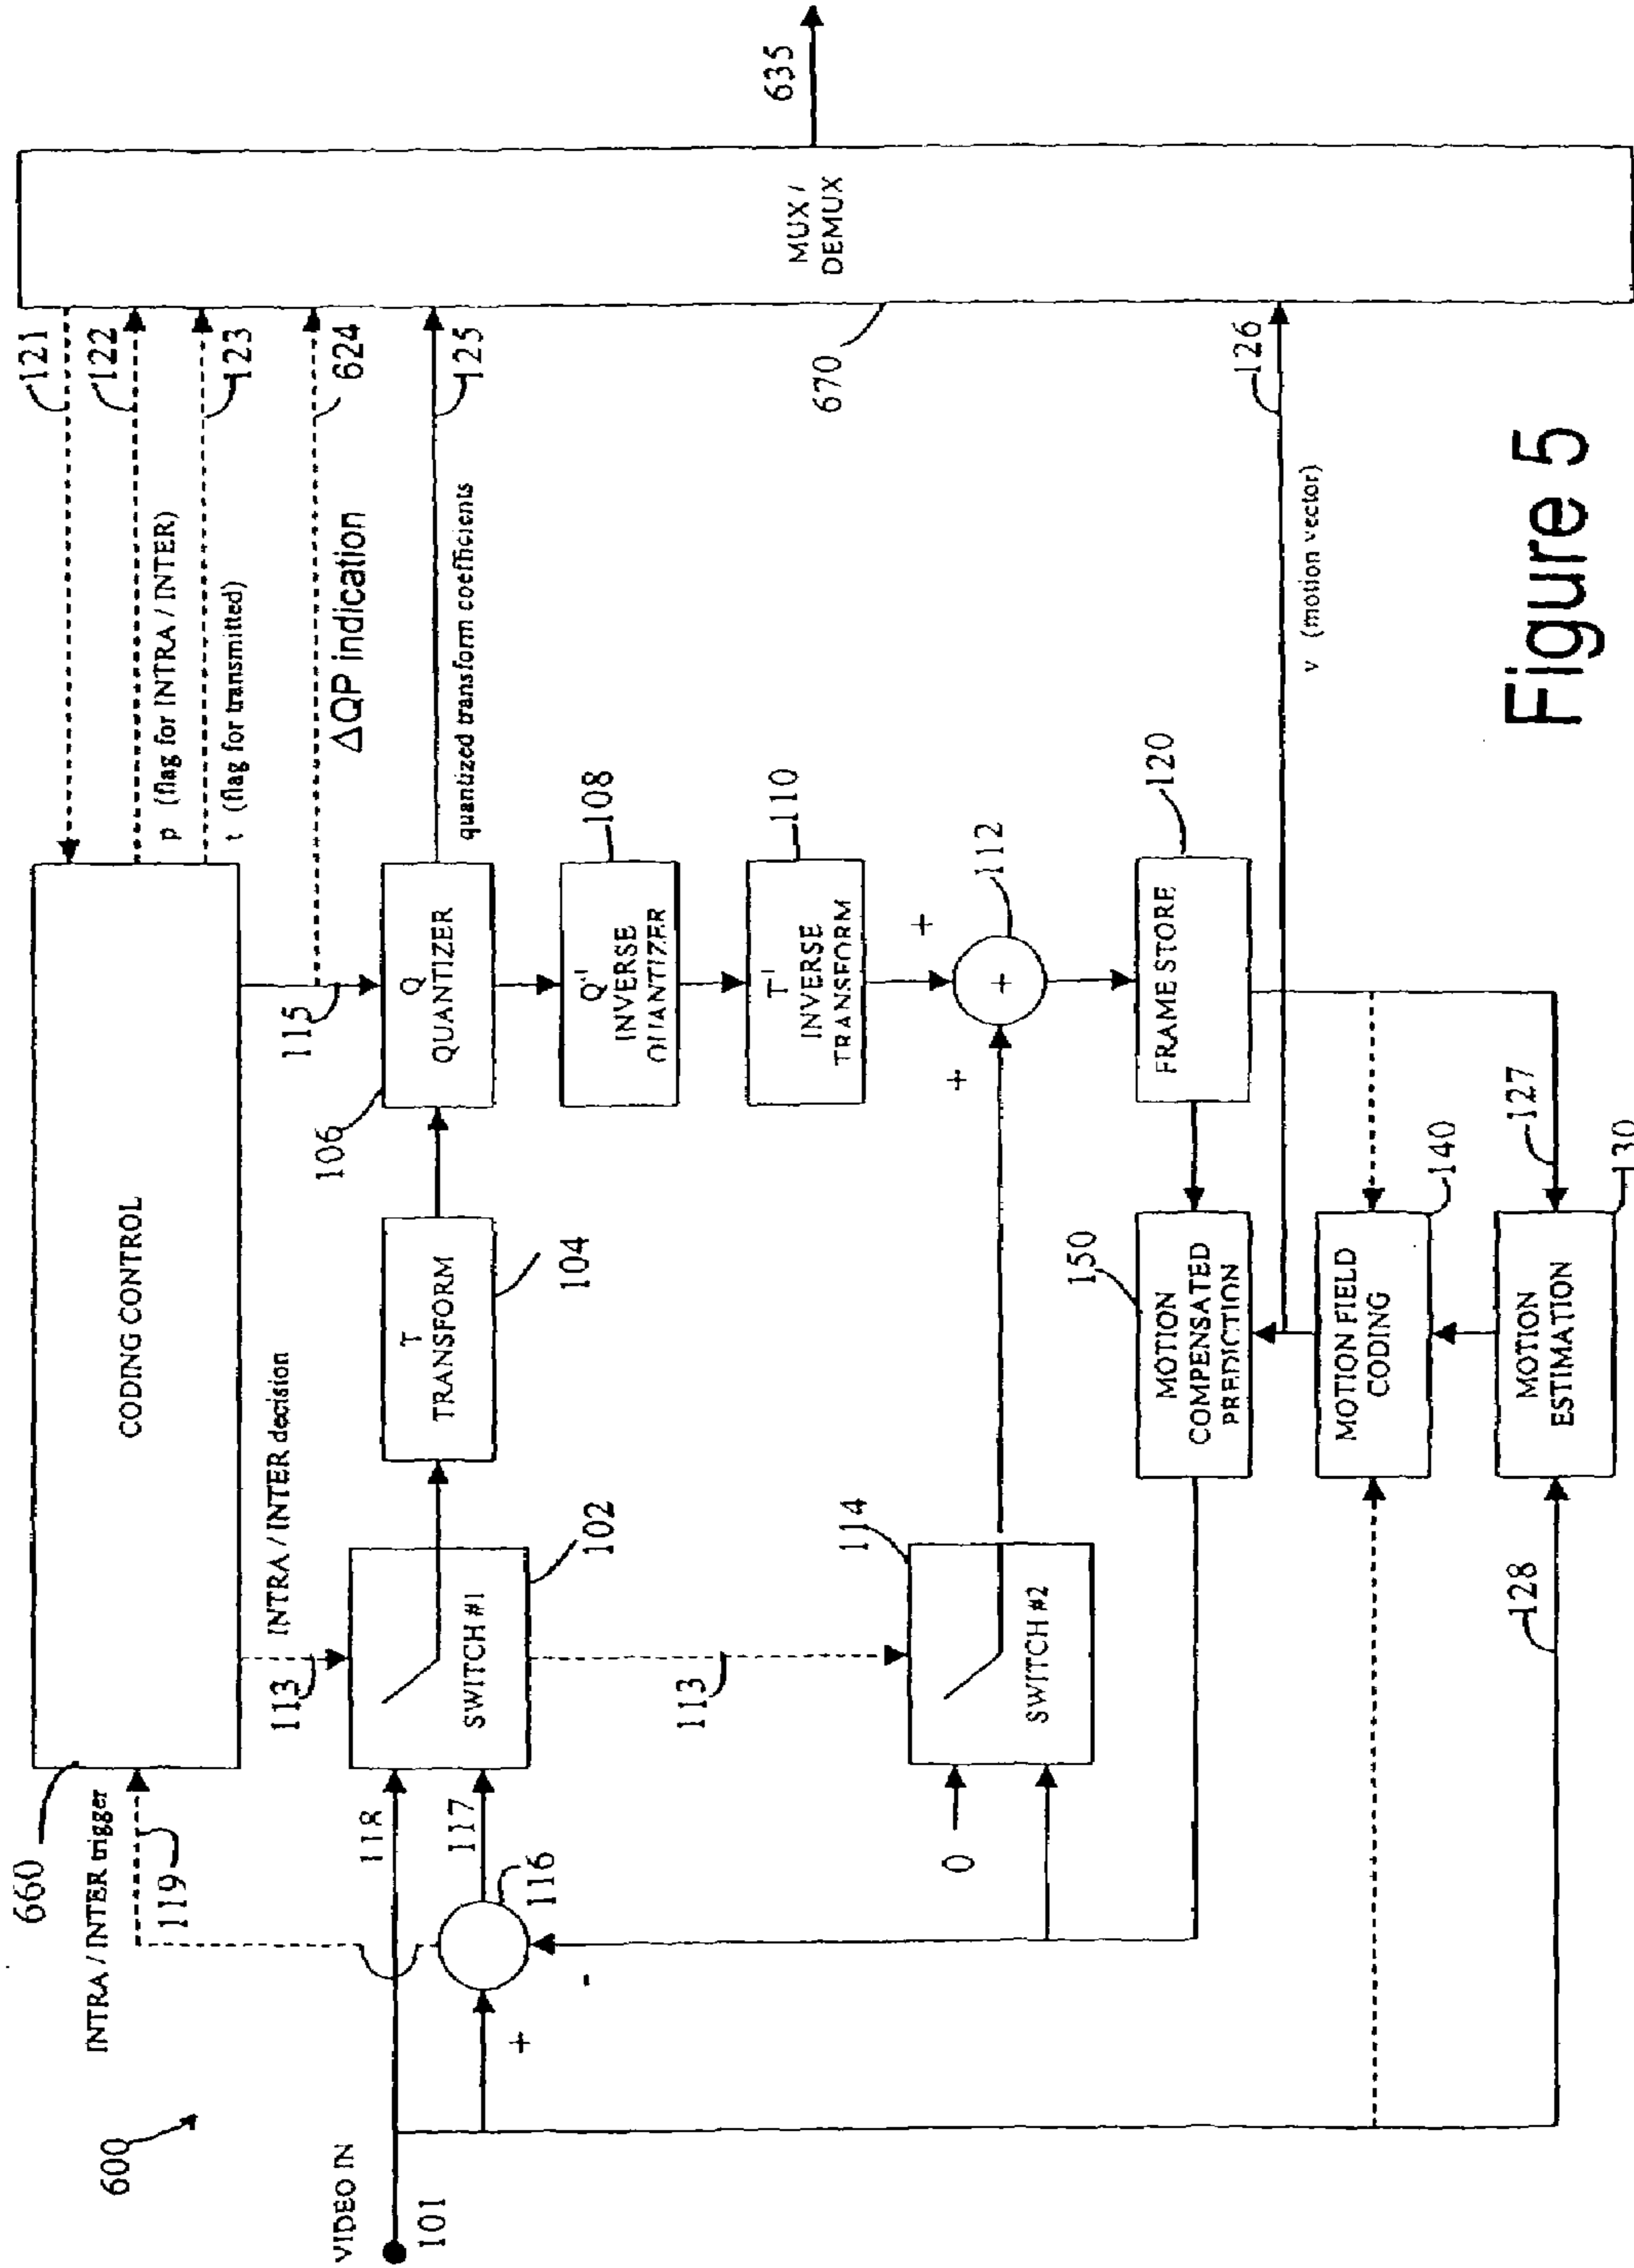 600
VIDEO IN
101
INTRA / INTER trigger
119
660
CODING CONTROL
121
122
p (flag for INTRA / INTER)
t (flag for transmitted)
123
624
ΔQP indication
113
INTRA / INTER decision
115
118
117
116
+
-
SWITCH #1
102
T
TRANSFORM
104
106
Q
QUANTIZER
125
quantized transform coefficients
Q¹
INVERSE
QUANTIZER
108
T¹
INVERSE
TRANSFORM
110
113
114
0
SWITCH #2
+
+
+
112
FRAME STORE
120
150
MOTION
COMPENSATED
PREDICTION
MOTION FIELD
CODING
140
MOTION
ESTIMATION
130
127
128
v (motion vector)
126
670
MUX /
DEMUX
635
Figure 5